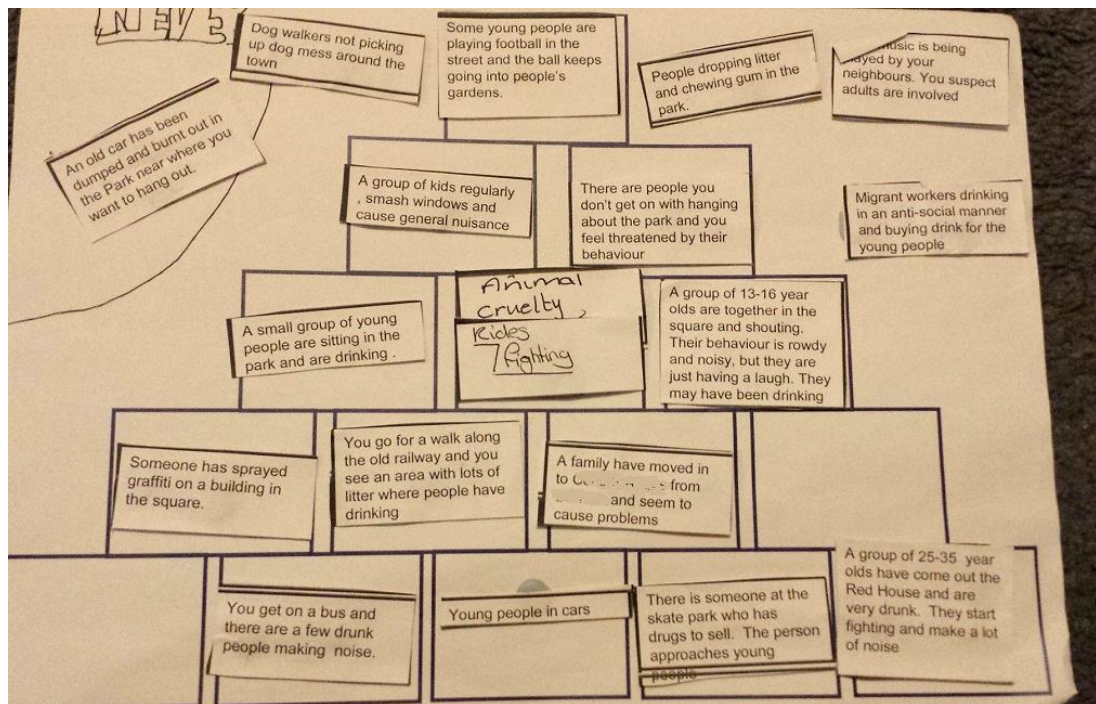 NEVE
Dog walkers not picking
up dog mess around the
town
Some young people are
playing football in the
street and the ball keeps
going into people's
gardens.
People dropping litter
and chewing gum in the
park.
is being
by your
neighbours. You suspect
adults are involved
An old car has been
dumped and burnt out in
the Park near where you
want to hang out.
A group of kids regularly
, smash windows and
cause general nuisance
There are people you
don't get on with hanging
about the park and you
feel threatened by their
behaviour
Migrant workers drinking
in an anti-social manner
and buying drink for the
young people
A small group of young
people are sitting in the
park and are drinking .
Animal
cruelty,
fighting
A group of 13-16 year
olds are together in the
square and shouting.
Their behaviour is rowdy
and noisy, but they are
just having a laugh. They
may have been drinking
Someone has sprayed
graffiti on a building in
the square.
You go for a walk along
the old railway and you
see an area with lots of
litter where people have
drinking
A family have moved in
to from
and seem to
cause problems
You get on a bus and
there are a few drunk
people making noise.
Young people in cars
There is someone at the
skate park who has
drugs to sell. The person
approaches young
people
A group of 25-35 year
olds have come out the
Red House and are
very drunk. They start
fighting and make a lot
of noise